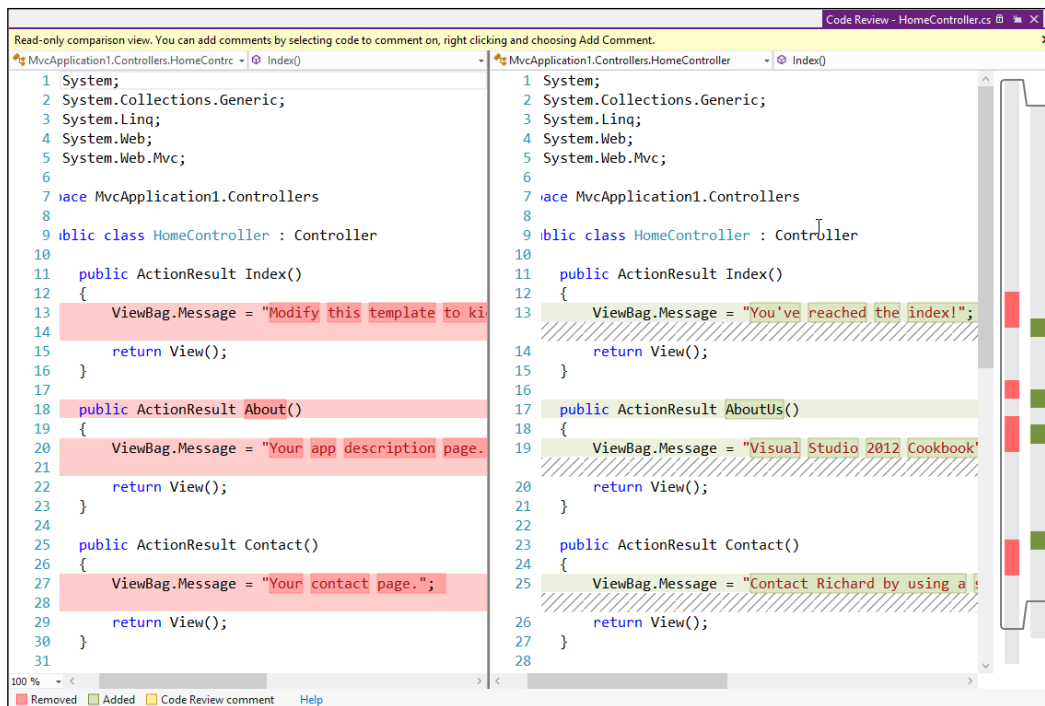 Code Review - HomeController.cs
Read-only comparison view. You can add comments by selecting code to comment on, right clicking and choosing Add Comment.
MvcApplication1.Controllers.HomeContrc Index()
1 System;
2 System.Collections.Generic;
3 System.Linq;
4 System.Web;
5 System.Web.Mvc;
6
7 ace MvcApplication1.Controllers
8
9 blic class HomeController : Controller
10
11 public ActionResult Index()
12 {
13 ViewBag.Message = "Modify this template to ki
14
15 return View();
16 }
17
18 public ActionResult About()
19 {
20 ViewBag.Message = "Your app description page.
21
22 return View();
23 }
24
25 public ActionResult Contact()
26 {
27 ViewBag.Message = "Your contact page.";
28
29 return View();
30 }
31
100 %
MvcApplication1.Controllers.HomeController Index()
1 System;
2 System.Collections.Generic;
3 System.Linq;
4 System.Web;
5 System.Web.Mvc;
6
7 ace MvcApplication1.Controllers
8
9 blic class HomeController : Controller
10
11 public ActionResult Index()
12 {
13 ViewBag.Message = "You've reached the index!";
14 return View();
15 }
16
17 public ActionResult AboutUs()
18 {
19 ViewBag.Message = "Visual Studio 2012 Cookbook"
20 return View();
21 }
22
23 public ActionResult Contact()
24 {
25 ViewBag.Message = "Contact Richard by using a s
26 return View();
27 }
28
Removed Added Code Review comment Help